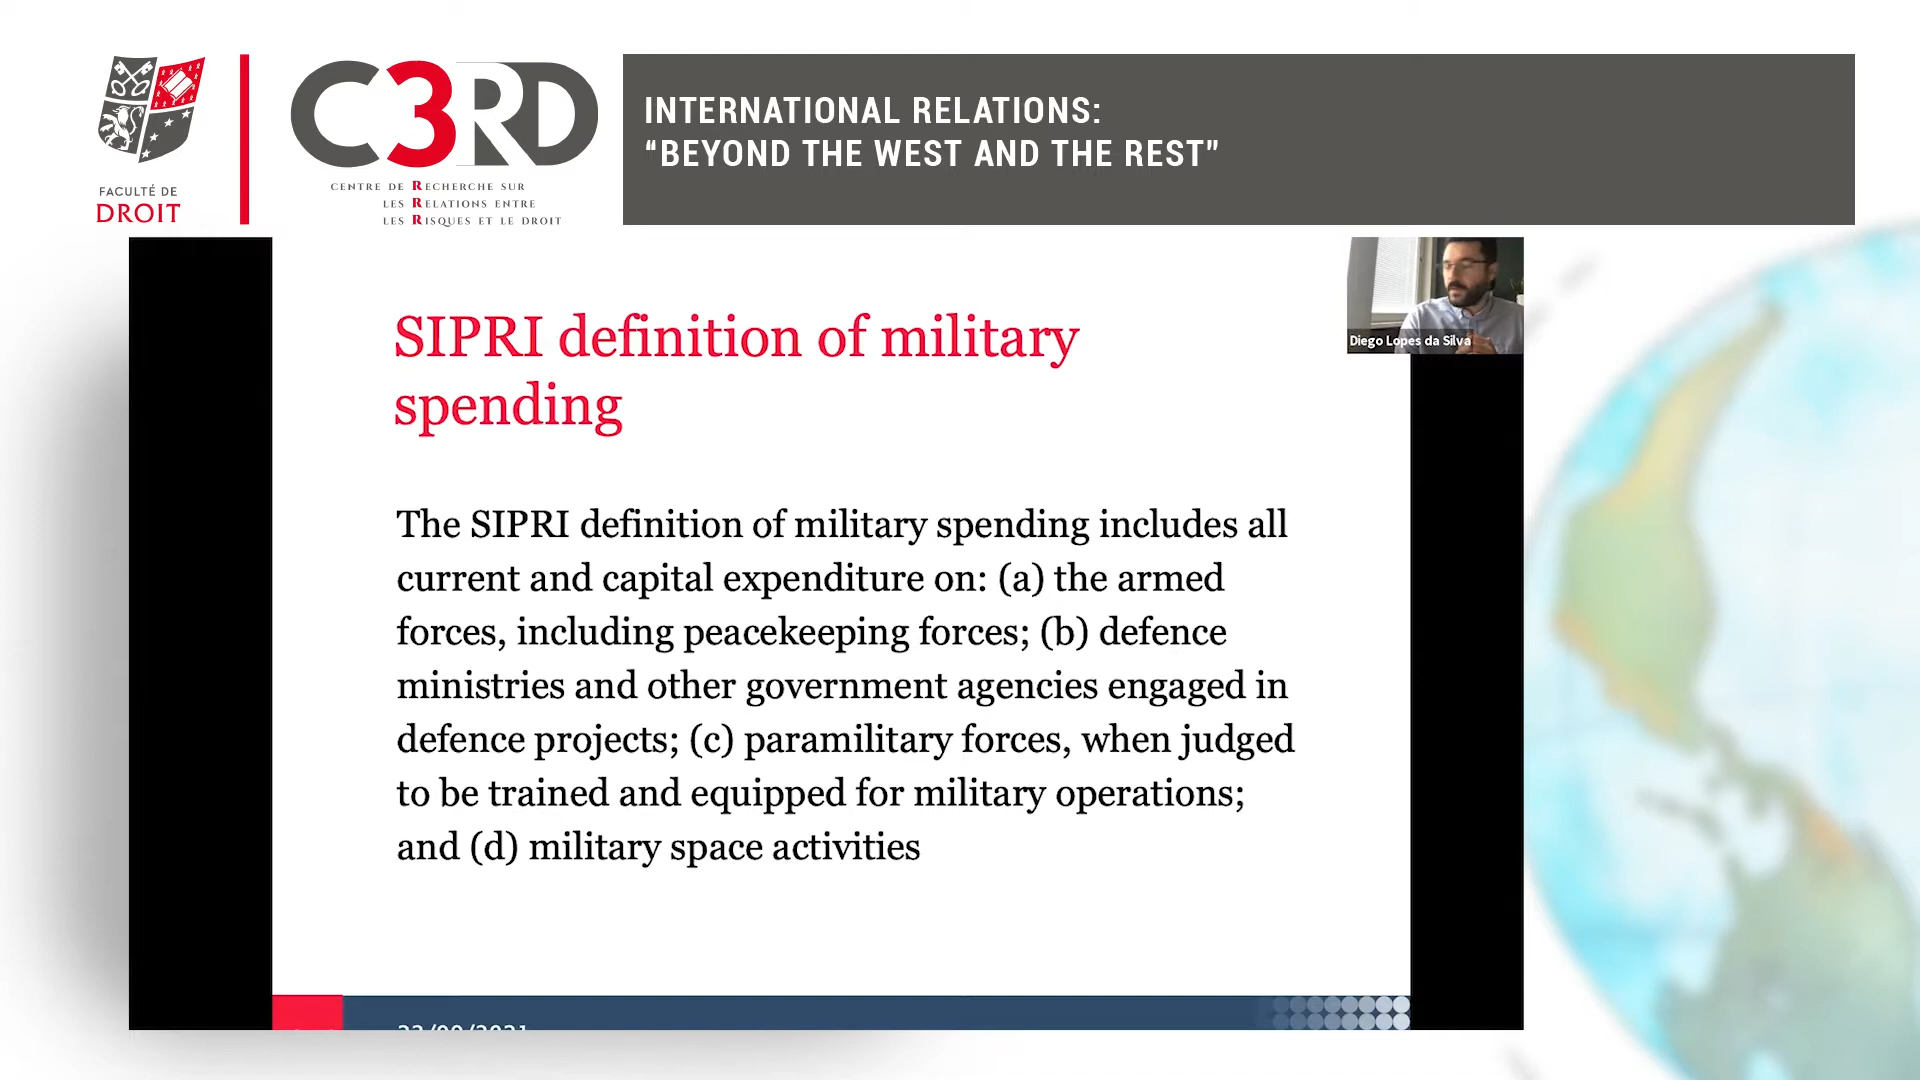 FACULTÉ DE
DROIT
C3RD
CENTRE DE RECHERCHE SUR
LES RELATIONS ENTRE
LES RISQUES ET LE DROIT
INTERNATIONAL RELATIONS:
“BEYOND THE WEST AND THE REST”
Diego Lopes da Silva
SIPRI definition of military
spending
The SIPRI definition of military spending includes all
current and capital expenditure on: (a) the armed
forces, including peacekeeping forces; (b) defence
ministries and other government agencies engaged in
defence projects; (c) paramilitary forces, when judged
to be trained and equipped for military operations;
and (d) military space activities